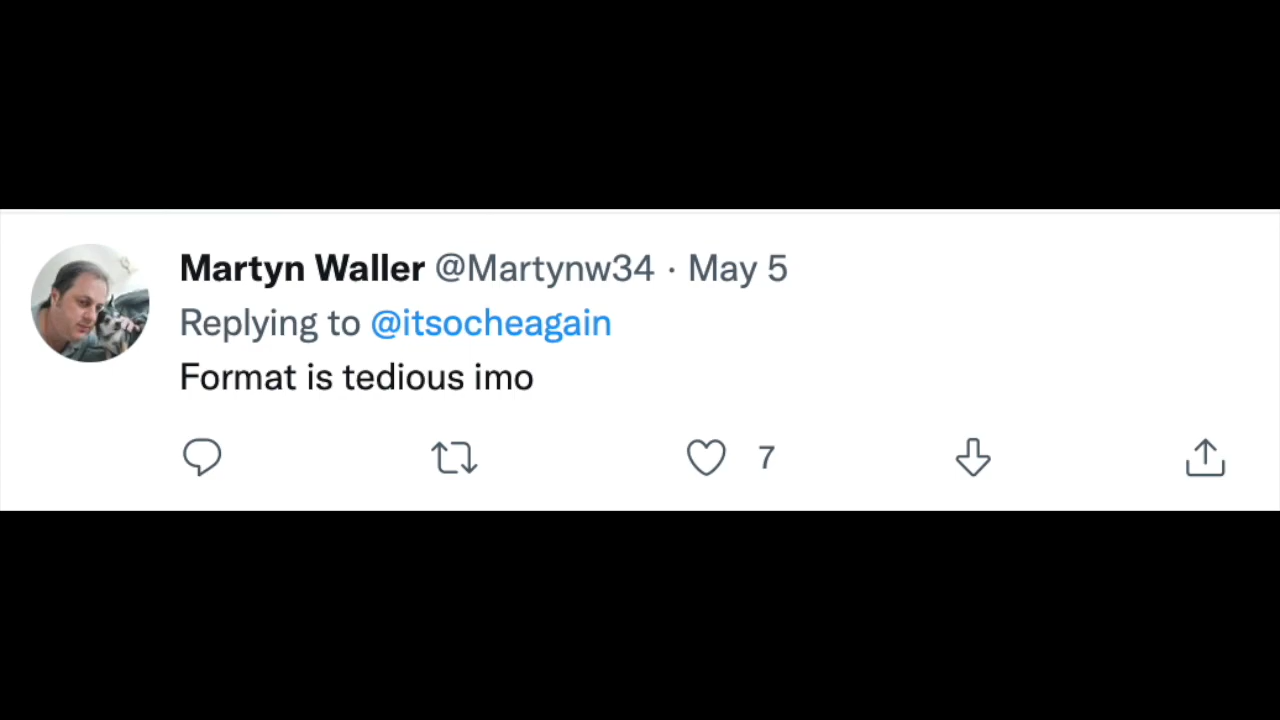 Martyn Waller @Martynw34 · May 5
Replying to @itsocheagain
Format is tedious imo
7